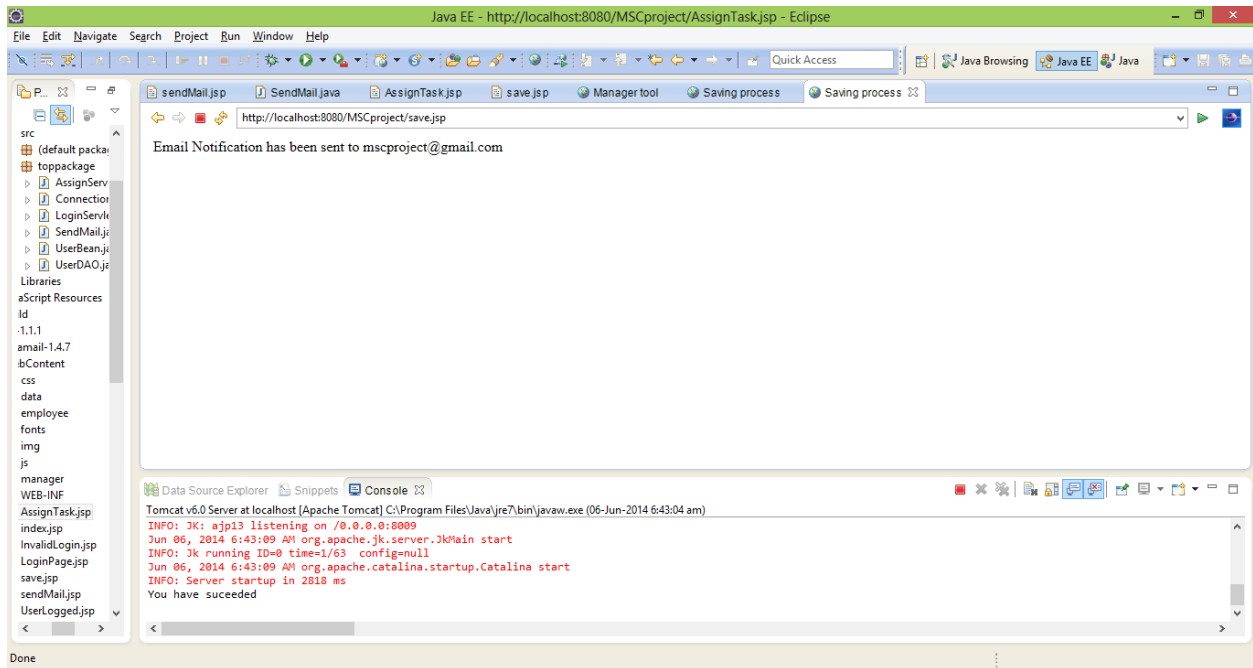 Java EE - http://localhost:8080/MSCproject/AssignTask.jsp - Eclipse
File Edit Navigate Search Project Run Window Help
Quick Access
Java Browsing Java EE Java
P...
src
(default packa
toppackage
AssignServ
Connection
LoginServle
SendMail.ja
UserBean.ja
UserDAO.ja
Libraries
aScript Resources
ld
-1.1.1
amail-1.4.7
bContent
css
data
employee
fonts
img
js
manager
WEB-INF
AssignTask.jsp
index.jsp
InvalidLogin.jsp
LoginPage.jsp
save.jsp
sendMail.jsp
UserLogged.jsp
sendMail.jsp SendMail.java AssignTask.jsp save.jsp Manager tool Saving process Saving process
http://localhost:8080/MSCproject/save.jsp
Email Notification has been sent to mscproject@gmail.com
Data Source Explorer Snippets Console
Tomcat v6.0 Server at localhost [Apache Tomcat] C:\Program Files\Java\jre7\bin\javaw.exe (06-Jun-2014 6:43:04 am)
INFO: JK: ajp13 listening on /0.0.0.0:8009
Jun 06, 2014 6:43:09 AM org.apache.jk.server.JkMain start
INFO: Jk running ID=0 time=1/63 config=null
Jun 06, 2014 6:43:09 AM org.apache.catalina.startup.Catalina start
INFO: Server startup in 2818 ms
You have suceeded
Done